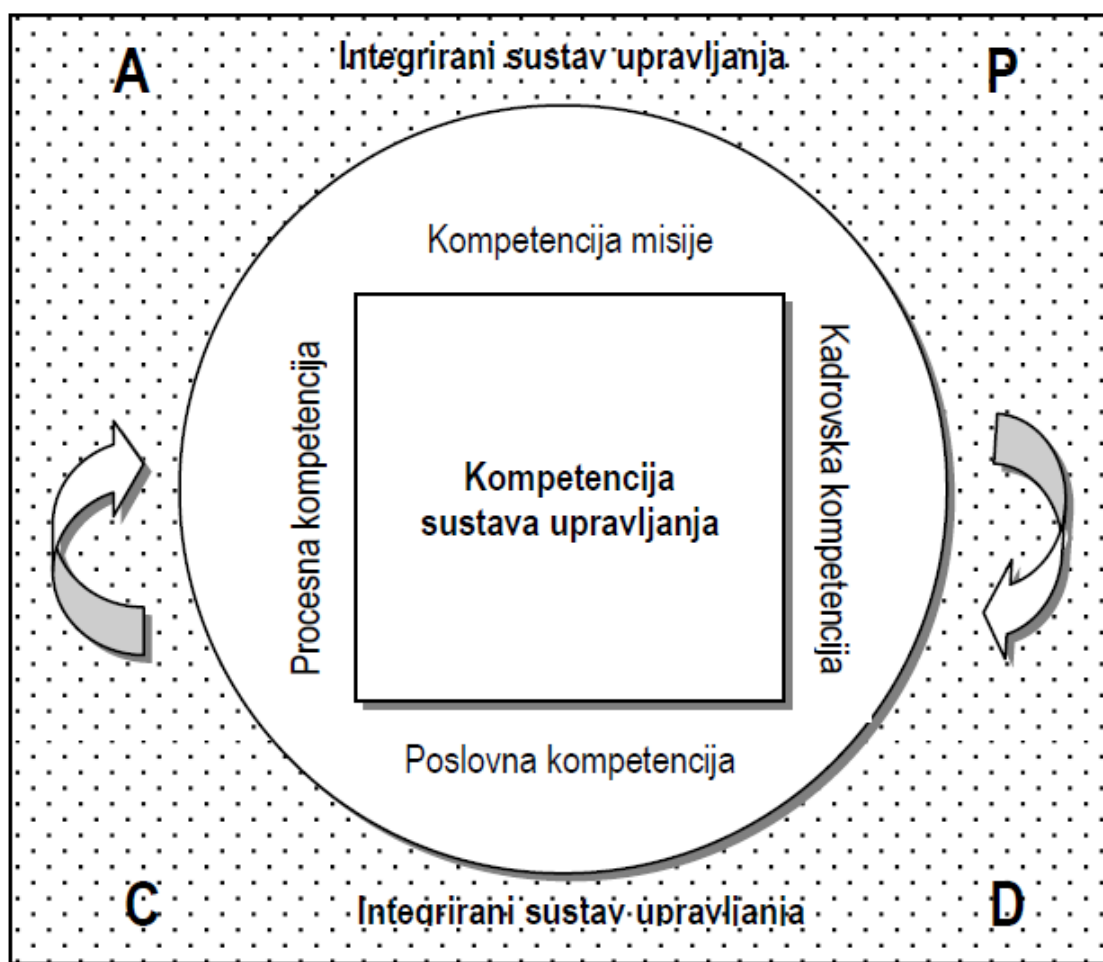 A
Integrirani sustav upravljanja
P
Kompetencija misije
Procesna kompetencija
Kompetencija
sustava upravljanja
Kadrovska kompetencija
Poslovna kompetencija
C
Integrirani sustav upravljanja
D